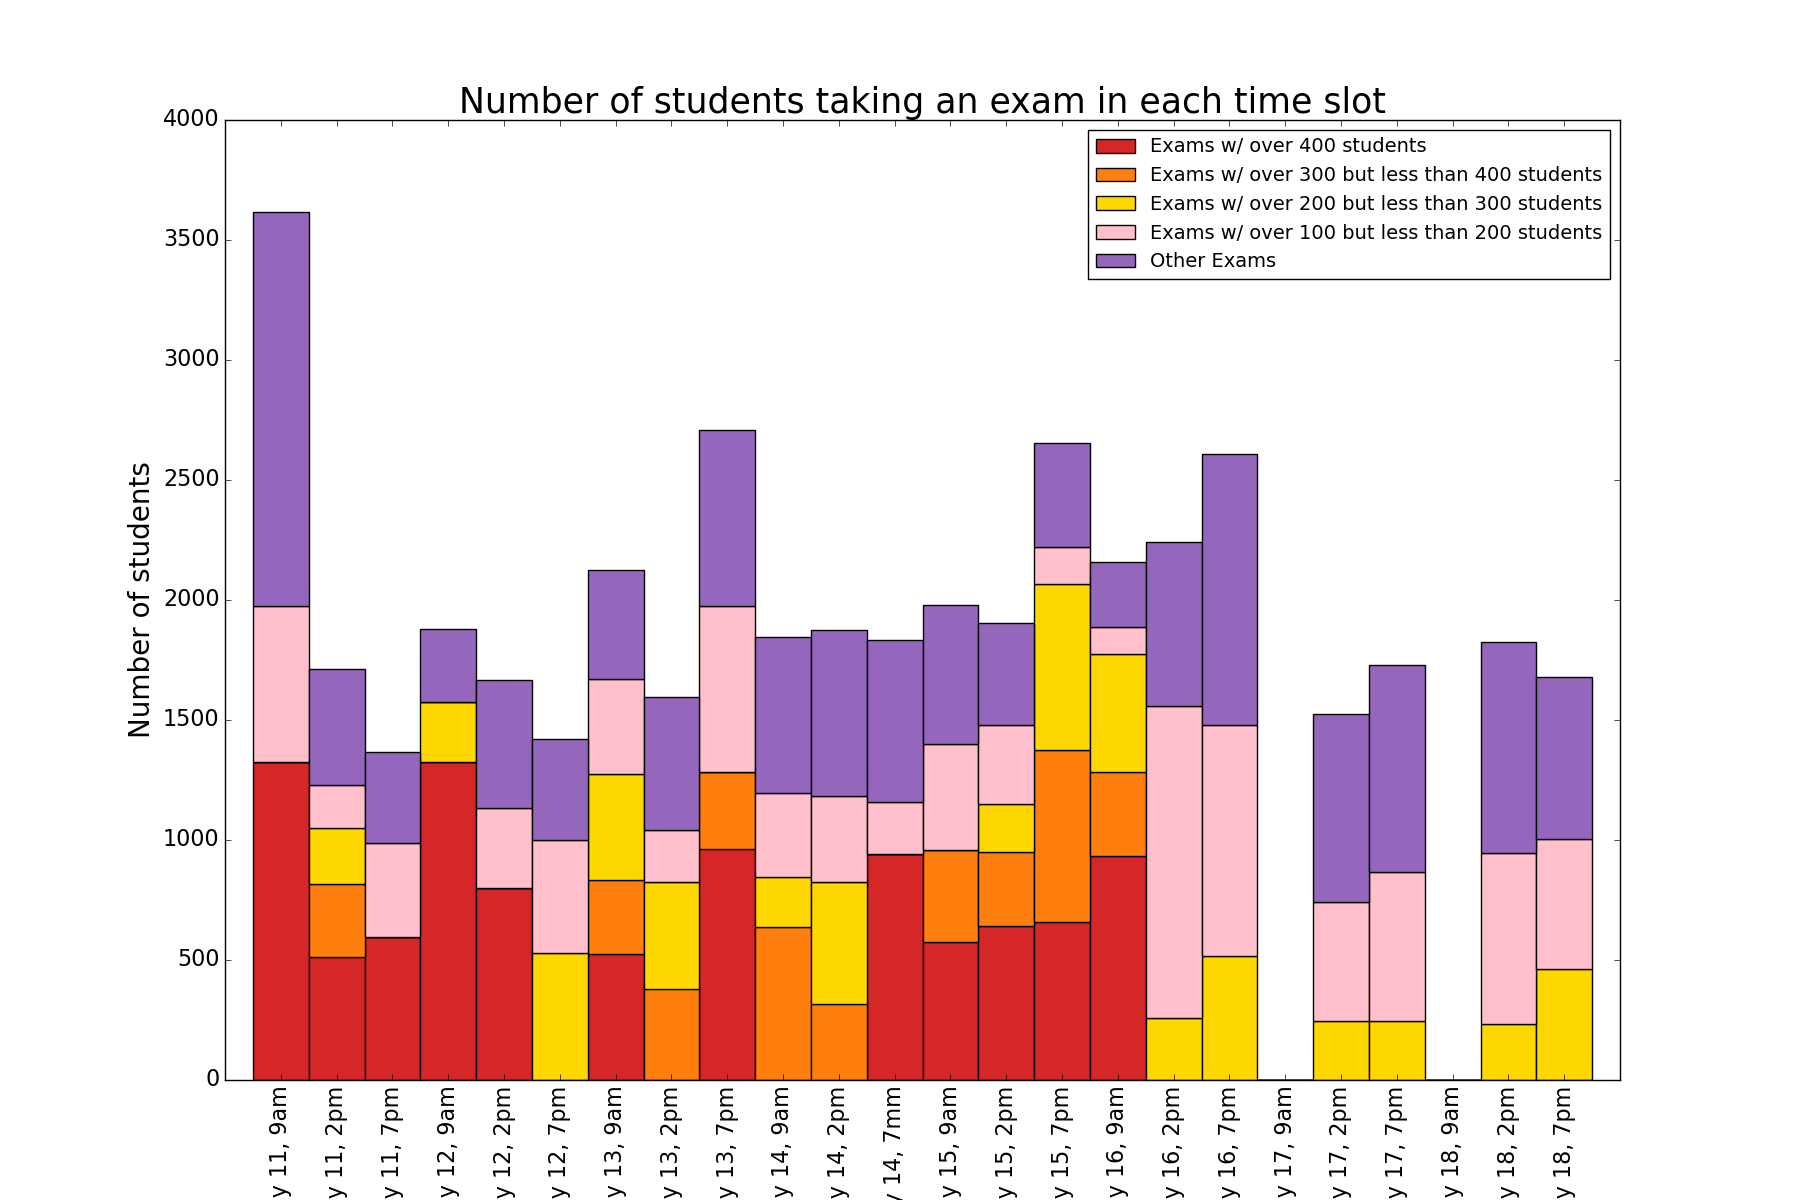 Number of students taking an exam in each time slot
Number of students
4000
3500
3000
2500
2000
1500
1000
500
0
Exams w/ over 400 students
Exams w/ over 300 but less than 400 students
Exams w/ over 200 but less than 300 students
Exams w/ over 100 but less than 200 students
Other Exams
y 11, 9am
y 11, 2pm
y 11, 7pm
y 12, 9am
y 12, 2pm
y 12, 7pm
y 13, 9am
y 13, 2pm
y 13, 7pm
y 14, 9am
y 14, 2pm
y 14, 7mm
y 15, 9am
y 15, 2pm
y 15, 7pm
y 16, 9am
y 16, 2pm
y 16, 7pm
y 17, 9am
y 17, 2pm
y 17, 7pm
y 18, 9am
y 18, 2pm
y 18, 7pm